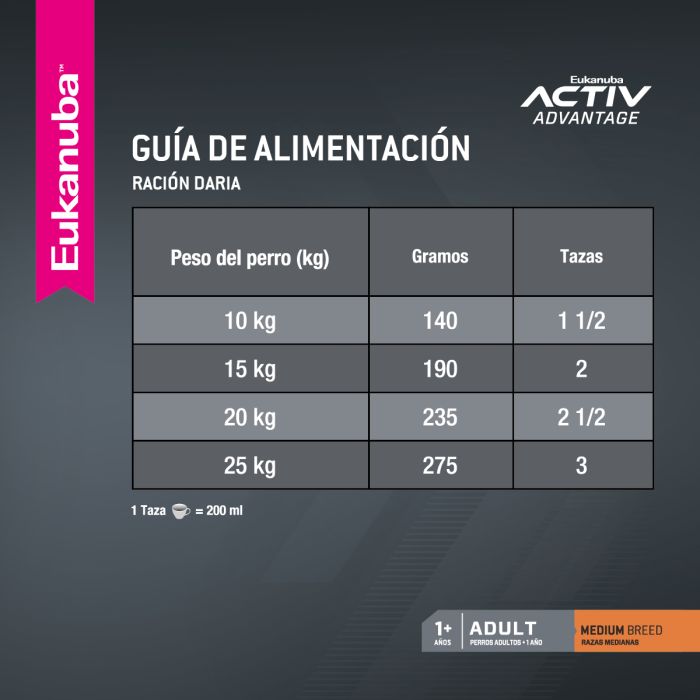 Eukanuba™
Eukanuba
ACTIV
ADVANTAGE
GUÍA DE ALIMENTACIÓN
RACIÓN DARIA
Peso del perro (kg) Gramos Tazas
10 kg 140 1 1/2
15 kg 190 2
20 kg 235 2 1/2
25 kg 275 3
1 Taza = 200 ml
1+ AÑOS
ADULT
PERROS ADULTOS +1 AÑO
MEDIUM BREED
RAZAS MEDIANAS